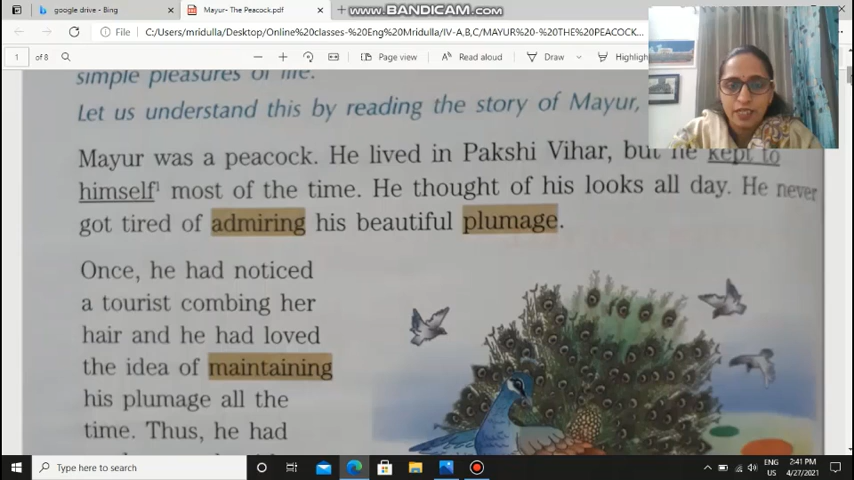 google drive - Bing
Mayur- The Peacock.pdf
www.BANDICAM.com
File
C:/Users/mridulla/Desktop/Online%20classes-%20Eng%20Mridulla/IV-A,B,C/MAYUR%20-%20THE%20PEACOCK...
1 of 8
Page view
Read aloud
Draw
Highligh
simple pleasures of life.
Let us understand this by reading the story of Mayur,
Mayur was a peacock. He lived in Pakshi Vihar, but he kept to
himself¹ most of the time. He thought of his looks all day. He never
got tired of admiring his beautiful plumage.
Once, he had noticed
a tourist combing her
hair and he had loved
the idea of maintaining
his plumage all the
time. Thus, he had
Type here to search
ENG
US
2:41 PM
4/27/2021